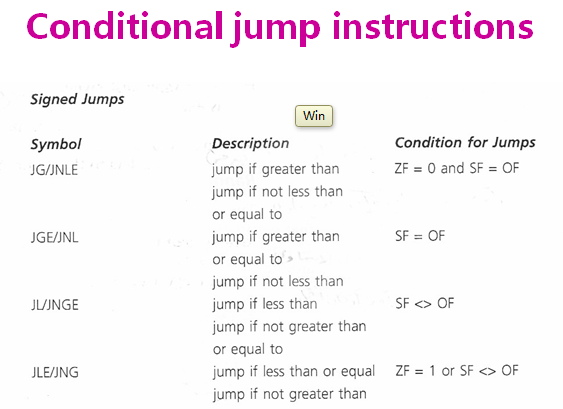 Conditional jump instructions
Signed Jumps
Win
Symbol Description Condition for Jumps
JG/JNLE jump if greater than ZF = 0 and SF = OF
jump if not less than
or equal to
JGE/JNL jump if greater than SF = OF
or equal to
jump if not less than
JL/JNGE jump if less than SF <> OF
jump if not greater than
or equal to
JLE/JNG jump if less than or equal ZF = 1 or SF <> OF
jump if not greater than